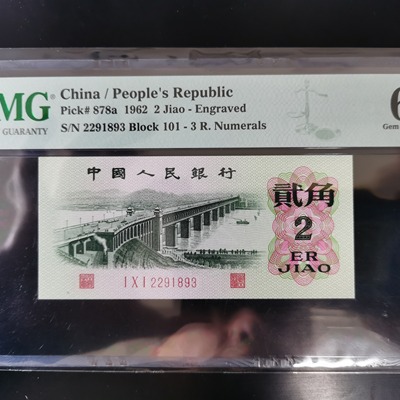 MG
GUARANTY
China / People's Republic
Pick# 878a 1962 2 Jiao - Engraved
S/N 2291893 Block 101 - 3 R. Numerals
6
Gem
中國人民銀行
貳角
2
ER
JIAO
I X I 2291893